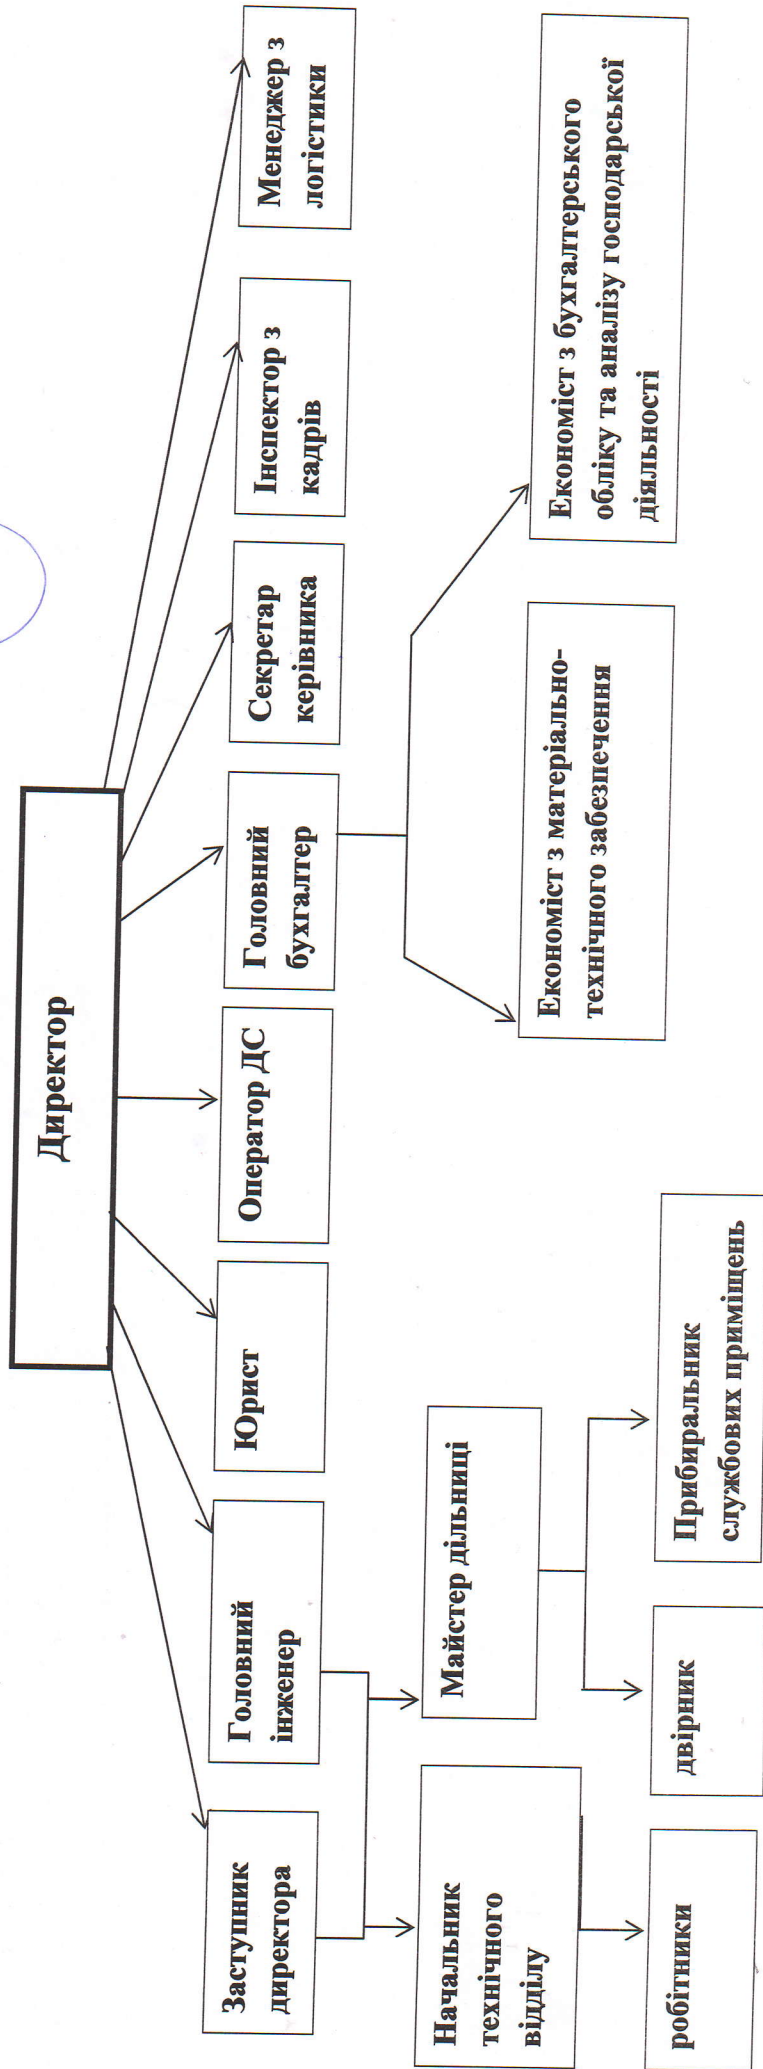 Директор
Заступник
директора
Головний
інженер
Юрист
Оператор ДС
Головний
бухгалтер
Секретар
керівника
Інспектор з
кадрів
Менеджер з
логістики
Начальник
технічного
відділу
Майстер дільниці
Економіст з матеріально-
технічного забезпечення
Економіст з бухгалтерського
обліку та аналізу господарської
діяльності
робітники
двірник
Прибиральник
службових приміщень